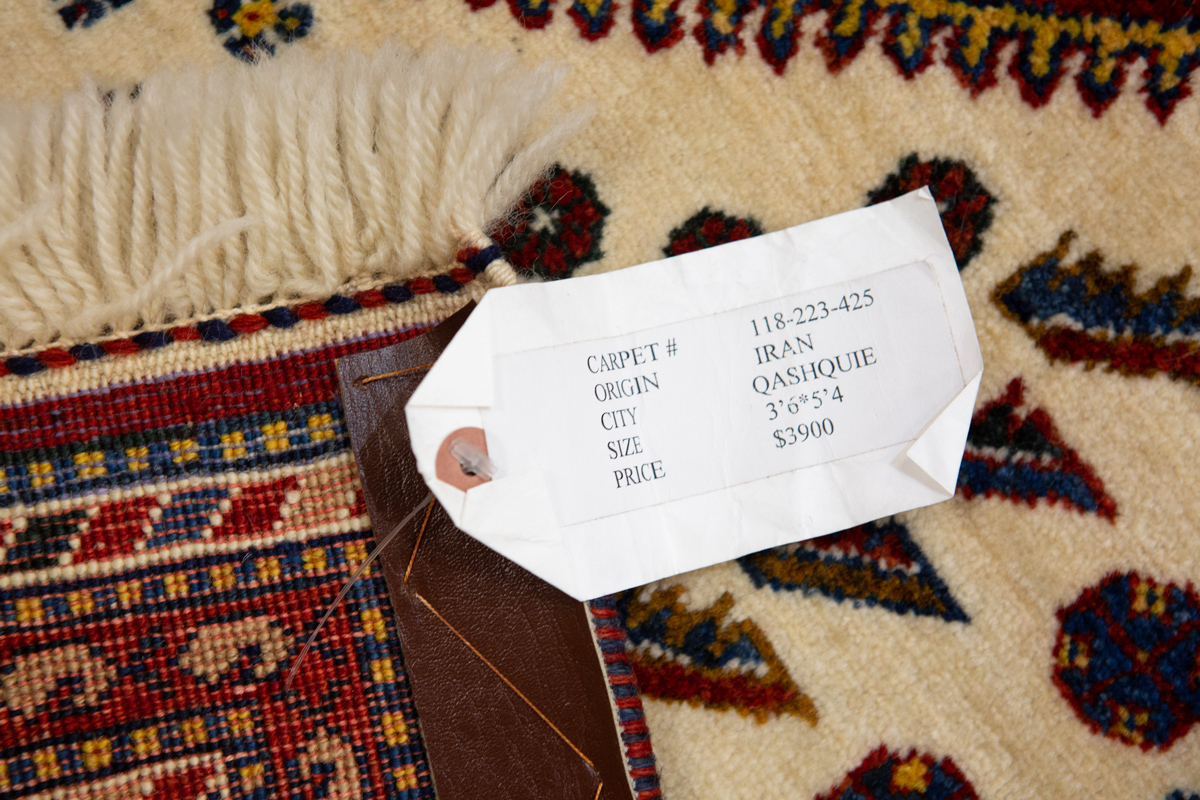 CARPET # 118-223-425
ORIGIN IRAN
CITY QASHQUIE
SIZE 3'6*5'4
PRICE $3900